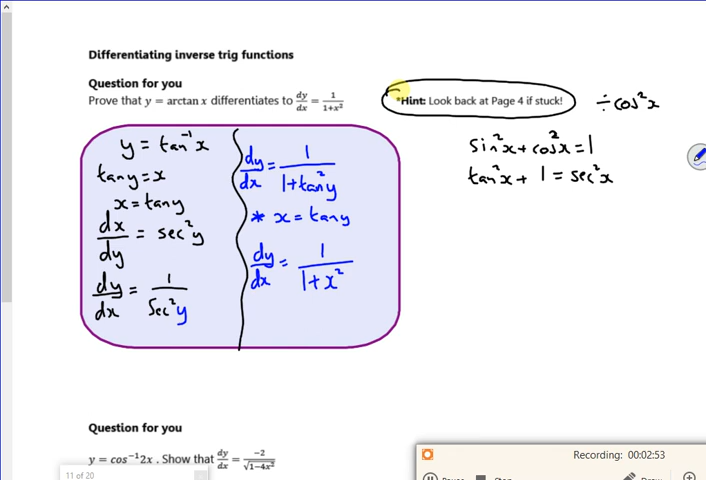 Differentiating inverse trig functions
Question for you
Prove that y = arctan x differentiates to dy/dx = 1/(1+x²)
*Hint: Look back at Page 4 if stuck!
÷cos²x
sin²x + cos²x = 1
tan²x + 1 = sec²x
y = tan⁻¹x
tany = x
x = tany
dx/dy = sec²y
dy/dx = 1/sec²y
dy/dx = 1/(1+tan²y)
* x = tany
dy/dx = 1/(1+x²)
Question for you
y = cos⁻¹2x . Show that dy/dx = -2/√(1−4x²)
11 of 20
Recording: 00:02:53